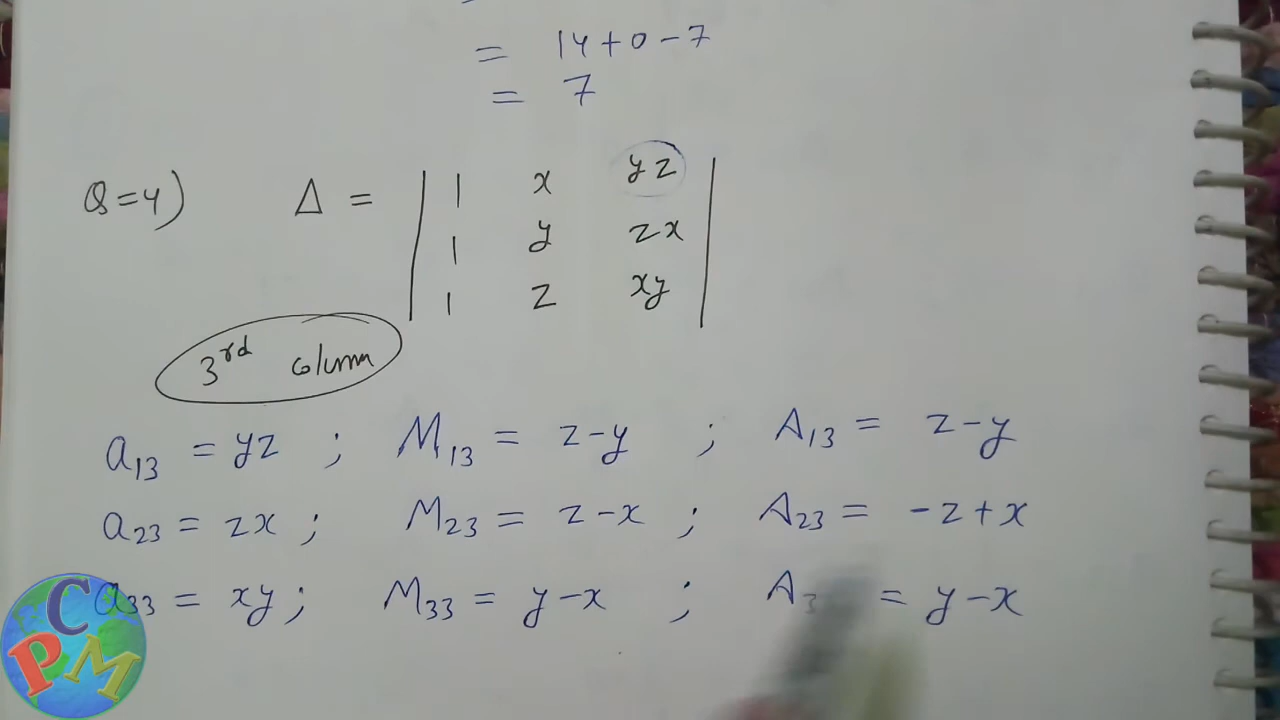 = 14 + 0 - 7
= 7
Q=4) Δ = | 1 x yz |
| 1 y zx |
| 1 z xy |
3rd column
a13 = yz ; M13 = z-y ; A13 = z-y
a23 = zx ; M23 = z-x ; A23 = -z+x
a33 = xy ; M33 = y-x ; A3 = y-x
CPM